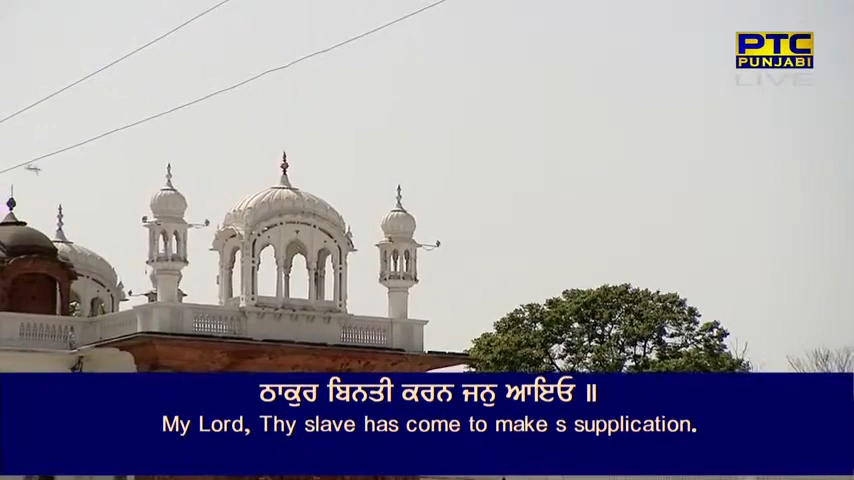 PTC
PUNJABI
LIVE
ਠਾਕੁਰ ਬਿਨਤੀ ਕਰਨ ਜਨੁ ਆਇਓ ॥
My Lord, Thy slave has come to make s supplication.